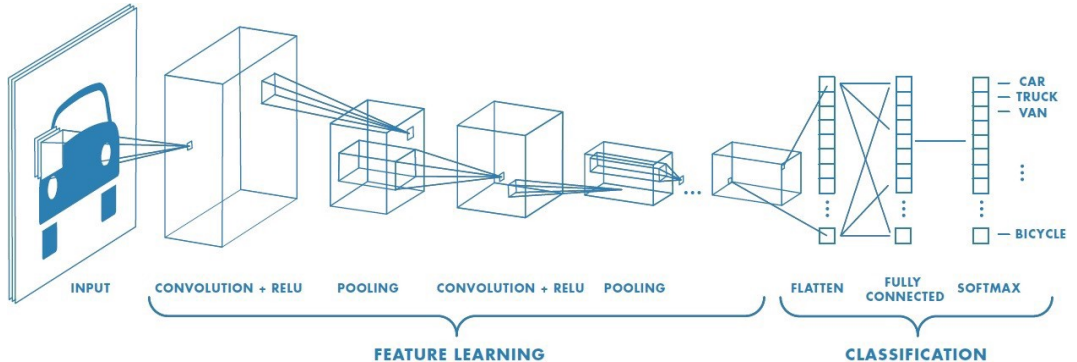 CAR
TRUCK
VAN
BICYCLE
INPUT
CONVOLUTION + RELU
POOLING
CONVOLUTION + RELU
POOLING
FLATTEN
FULLY
CONNECTED
SOFTMAX
FEATURE LEARNING
CLASSIFICATION